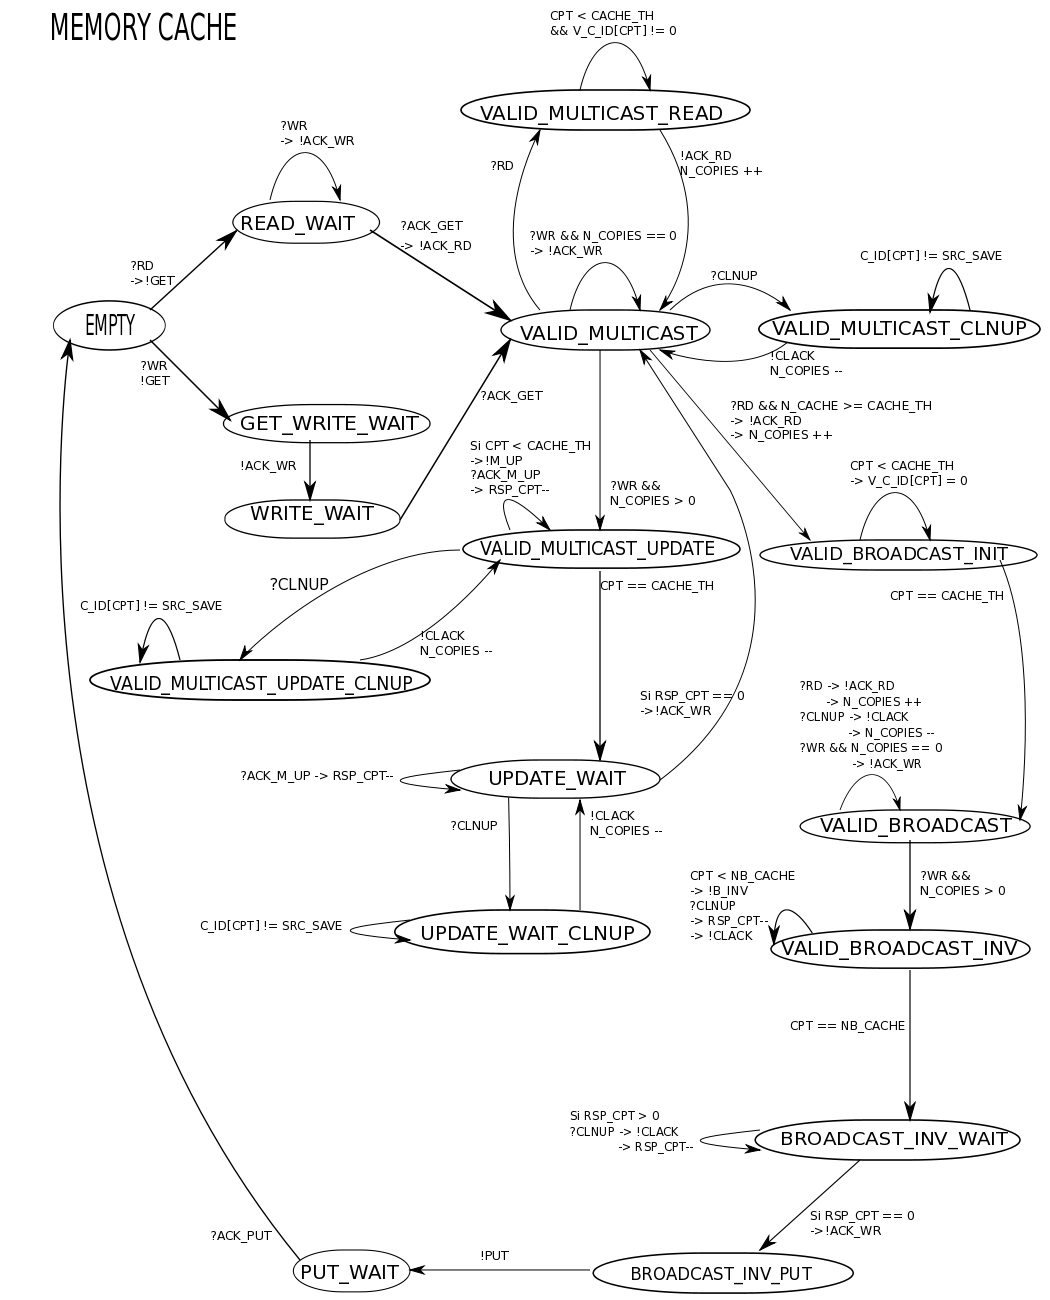 MEMORY CACHE
CPT < CACHE_TH
&& V_C_ID[CPT] != 0
VALID_MULTICAST_READ
?WR
-> !ACK_WR
?RD
!ACK_RD
N_COPIES ++
READ_WAIT
?ACK_GET
-> !ACK_RD
?WR && N_COPIES == 0
-> !ACK_WR
C_ID[CPT] != SRC_SAVE
?RD
->!GET
?CLNUP
EMPTY
VALID_MULTICAST
VALID_MULTICAST_CLNUP
?WR
!GET
!CLACK
N_COPIES --
?ACK_GET
GET_WRITE_WAIT
?RD && N_CACHE >= CACHE_TH
-> !ACK_RD
-> N_COPIES ++
!ACK_WR
Si CPT < CACHE_TH
->!M_UP
?ACK_M_UP
-> RSP_CPT--
CPT < CACHE_TH
-> V_C_ID[CPT] = 0
?WR &&
N_COPIES > 0
WRITE_WAIT
VALID_MULTICAST_UPDATE
VALID_BROADCAST_INIT
?CLNUP
CPT == CACHE_TH
CPT == CACHE_TH
C_ID[CPT] != SRC_SAVE
!CLACK
N_COPIES --
VALID_MULTICAST_UPDATE_CLNUP
Si RSP_CPT == 0
->!ACK_WR
?RD -> !ACK_RD
-> N_COPIES ++
?CLNUP -> !CLACK
-> N_COPIES --
?WR && N_COPIES == 0
-> !ACK_WR
?ACK_M_UP -> RSP_CPT--
UPDATE_WAIT
?CLNUP
!CLACK
N_COPIES --
VALID_BROADCAST
CPT < NB_CACHE
-> !B_INV
?CLNUP
-> RSP_CPT--
-> !CLACK
?WR &&
N_COPIES > 0
C_ID[CPT] != SRC_SAVE
UPDATE_WAIT_CLNUP
VALID_BROADCAST_INV
CPT == NB_CACHE
Si RSP_CPT > 0
?CLNUP -> !CLACK
-> RSP_CPT--
BROADCAST_INV_WAIT
Si RSP_CPT == 0
->!ACK_WR
?ACK_PUT
!PUT
PUT_WAIT
BROADCAST_INV_PUT